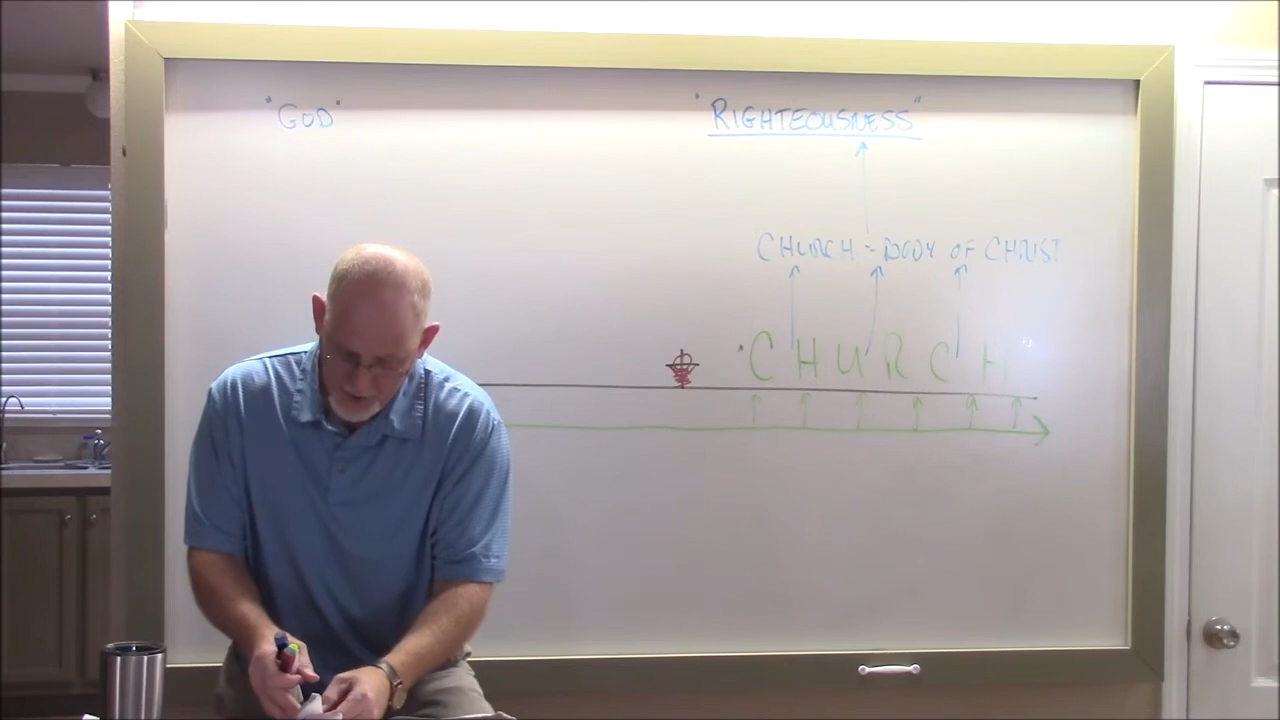 "GOD"
"RIGHTEOUSNESS"
CHURCH - BODY OF CHRIST
"CHURCH"